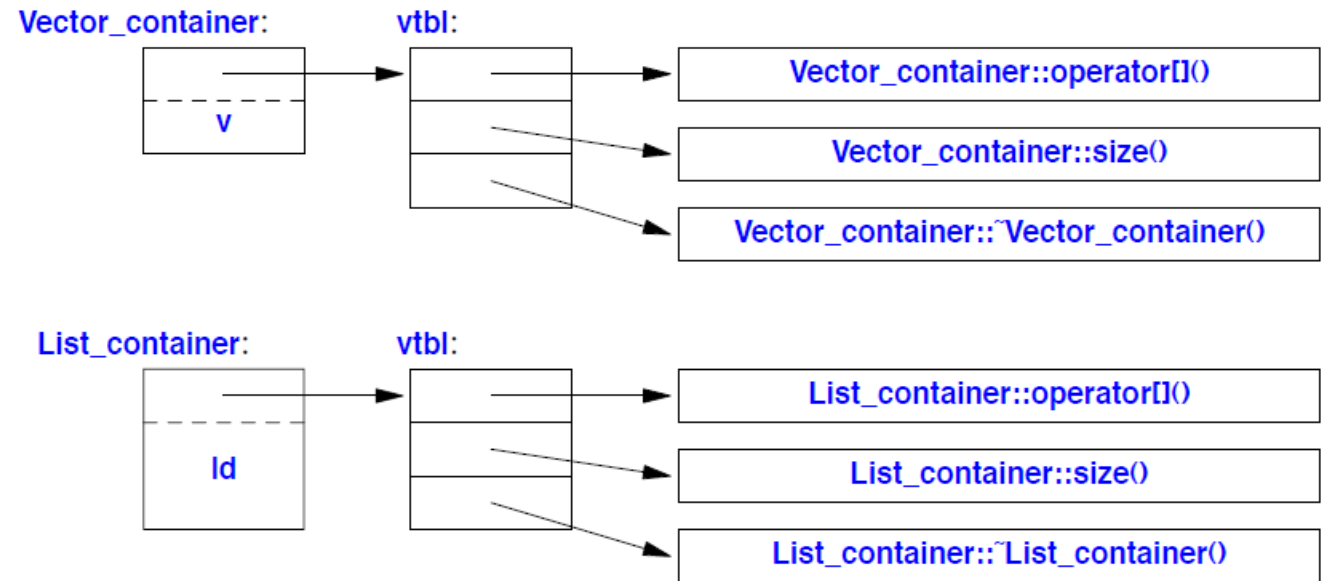 Vector_container: vtbl:
Vector_container::operator[]()
v
Vector_container::size()
Vector_container::~Vector_container()
List_container: vtbl:
List_container::operator[]()
ld
List_container::size()
List_container::~List_container()